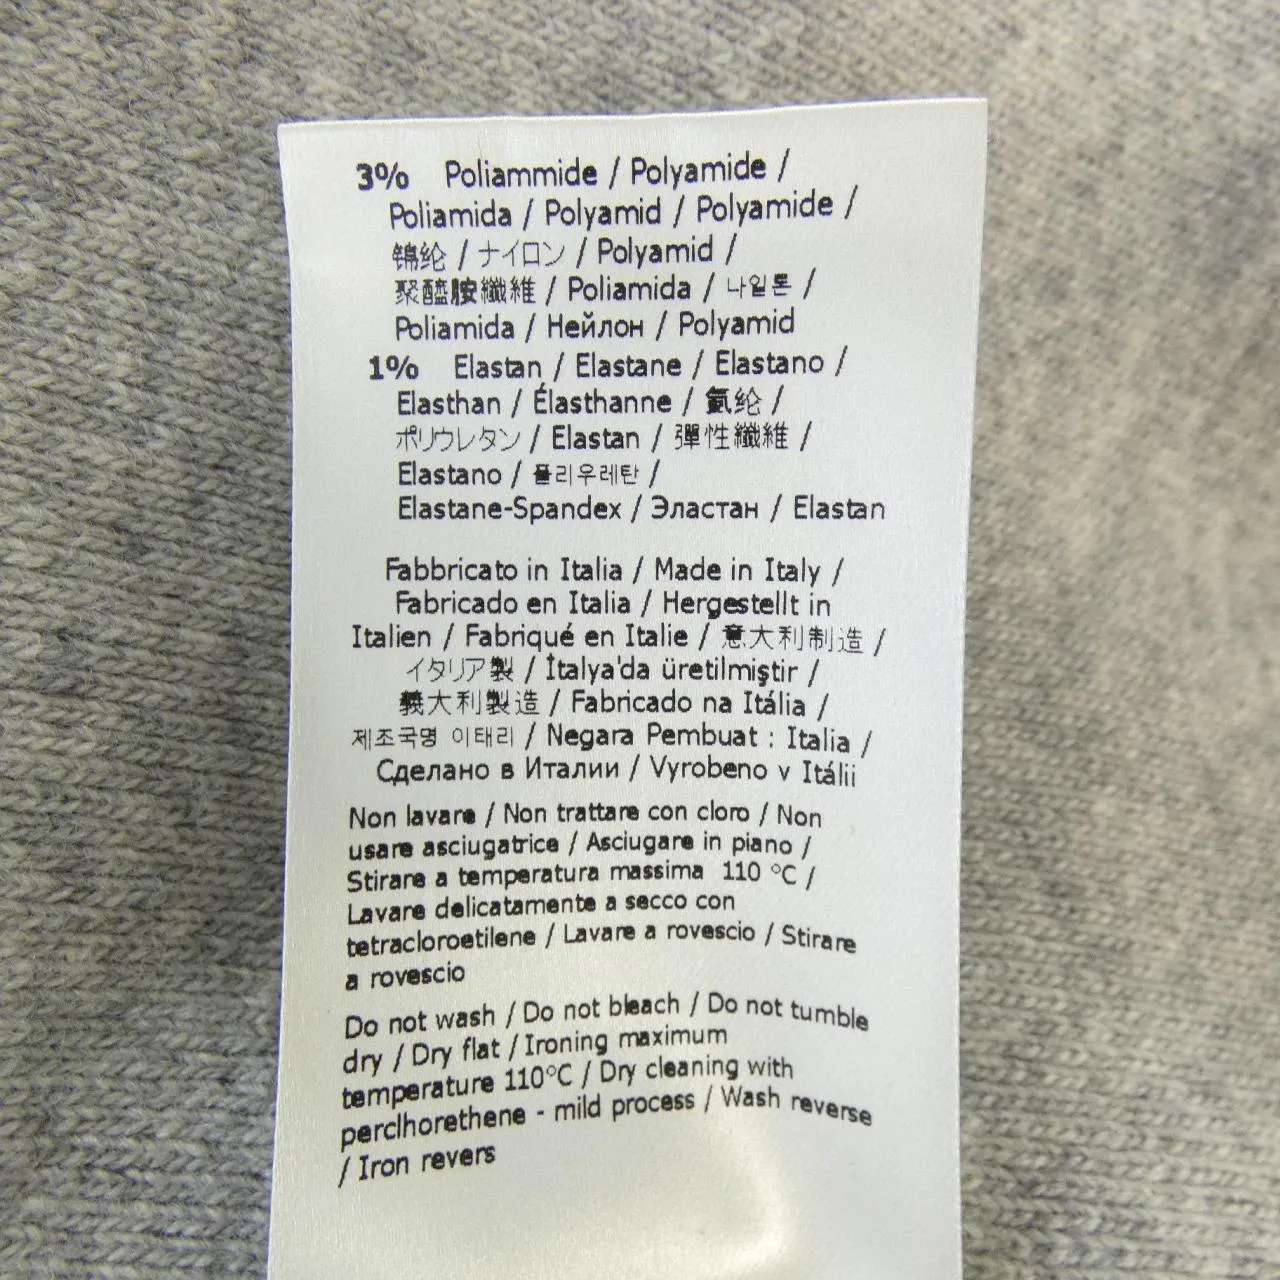 3% Poliammide / Polyamide /
Poliamida / Polyamid / Polyamide /
锦纶 / ナイロン / Polyamid /
聚醯胺纖維 / Poliamida / 나일론 /
Poliamida / Нейлон / Polyamid
1% Elastan / Elastane / Elastano /
Elasthan / Élasthanne / 氨纶 /
ポリウレタン / Elastan / 彈性纖維 /
Elastano / 폴리우레탄 /
Elastane-Spandex / Эластан / Elastan
Fabbricato in Italia / Made in Italy /
Fabricado en Italia / Hergestellt in
Italien / Fabriqué en Italie / 意大利制造 /
イタリア製 / İtalya'da üretilmiştir /
義大利製造 / Fabricado na Itália /
제조국명 이태리 / Negara Pembuat : Italia /
Сделано в Италии / Vyrobeno v Itálii
Non lavare / Non trattare con cloro / Non
usare asciugatrice / Asciugare in piano /
Stirare a temperatura massima 110 °C /
Lavare delicatamente a secco con
tetracloroetilene / Lavare a rovescio / Stirare
a rovescio
Do not wash / Do not bleach / Do not tumble
dry / Dry flat / Ironing maximum
temperature 110°C / Dry cleaning with
perclhorethene - mild process / Wash reverse
/ Iron revers